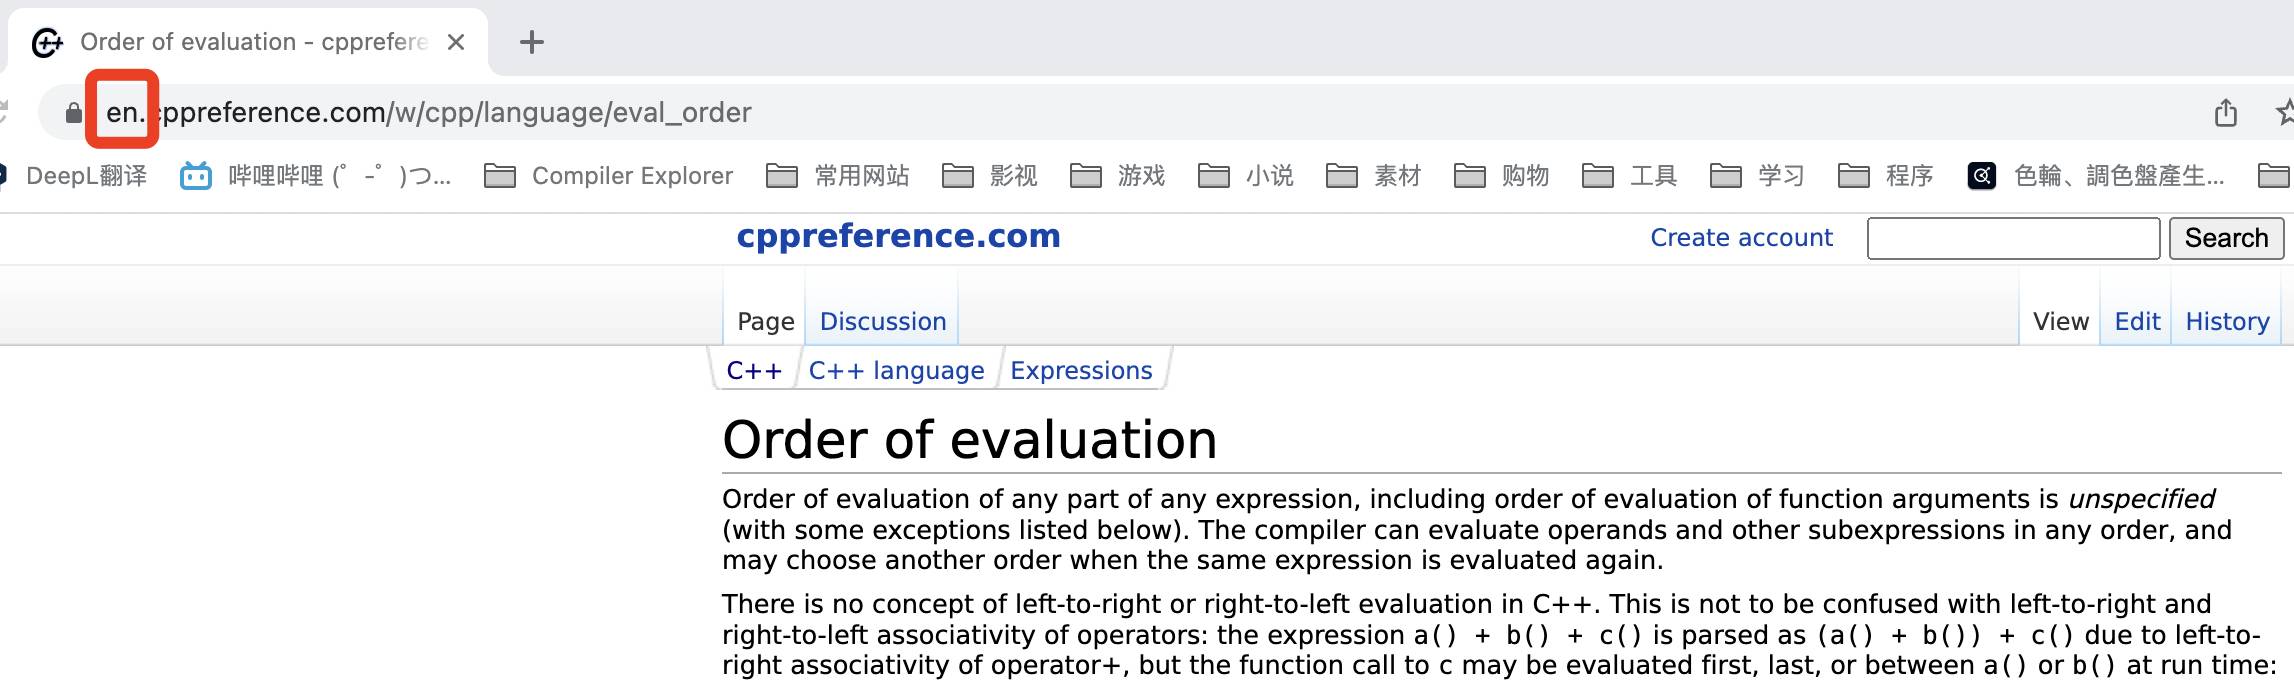 Order of evaluation - cpprefere
en.cppreference.com/w/cpp/language/eval_order
DeepL翻译 哔哩哔哩 (゜-゜)つ... Compiler Explorer 常用网站 影视 游戏 小说 素材 购物 工具 学习 程序 色輪、調色盤產生...
cppreference.com Create account Search
Page Discussion View Edit History
C++ C++ language Expressions
Order of evaluation
Order of evaluation of any part of any expression, including order of evaluation of function arguments is unspecified
(with some exceptions listed below). The compiler can evaluate operands and other subexpressions in any order, and
may choose another order when the same expression is evaluated again.
There is no concept of left-to-right or right-to-left evaluation in C++. This is not to be confused with left-to-right and
right-to-left associativity of operators: the expression a() + b() + c() is parsed as (a() + b()) + c() due to left-to-
right associativity of operator+, but the function call to c may be evaluated first, last, or between a() or b() at run time: